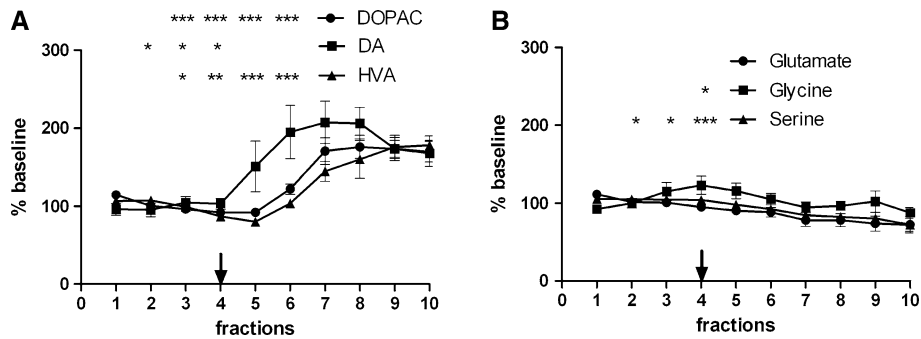 A
*** *** *** *** DOPAC
* * * DA
* ** *** *** HVA
300
200
100
0
% baseline
0 1 2 3 4 5 6 7 8 9 10
fractions
B
Glutamate
* Glycine
* * *** Serine
300
200
100
0
% baseline
0 1 2 3 4 5 6 7 8 9 10
fractions